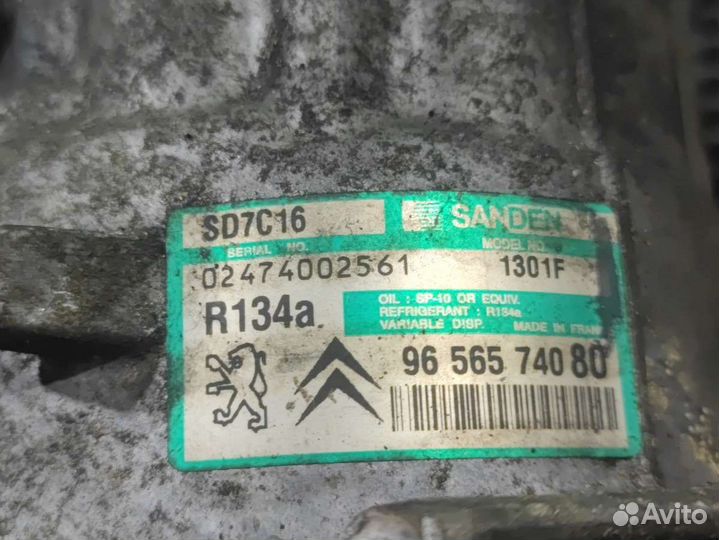 SD7C16
SANDEN
SERIAL NO.
MODEL NO.
02474002561
1301F
R134a
OIL : SP-10 OR EQUIV.
REFRIGERANT : R134a
VARIABLE DISP. MADE IN FRANCE
96 565 740 80
Avito